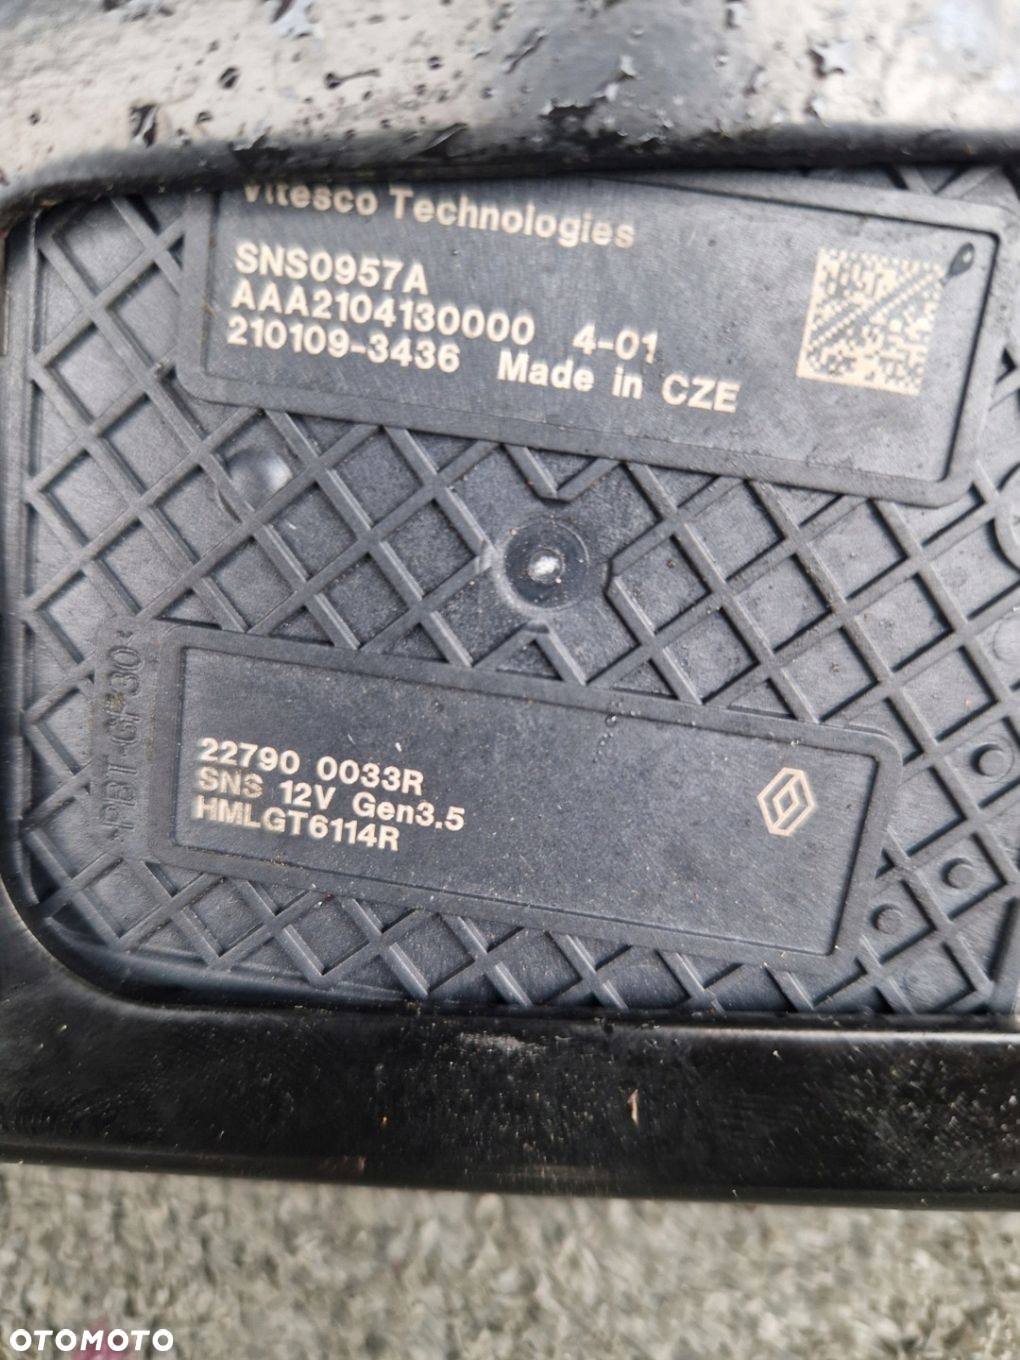 Vitesco Technologies
SNS0957A
AAA2104130000 4-01
210109-3436 Made in CZE
>PBT-GF30<
22790 0033R
SNS 12V Gen3.5
HMLGT6114R
OTOMOTO